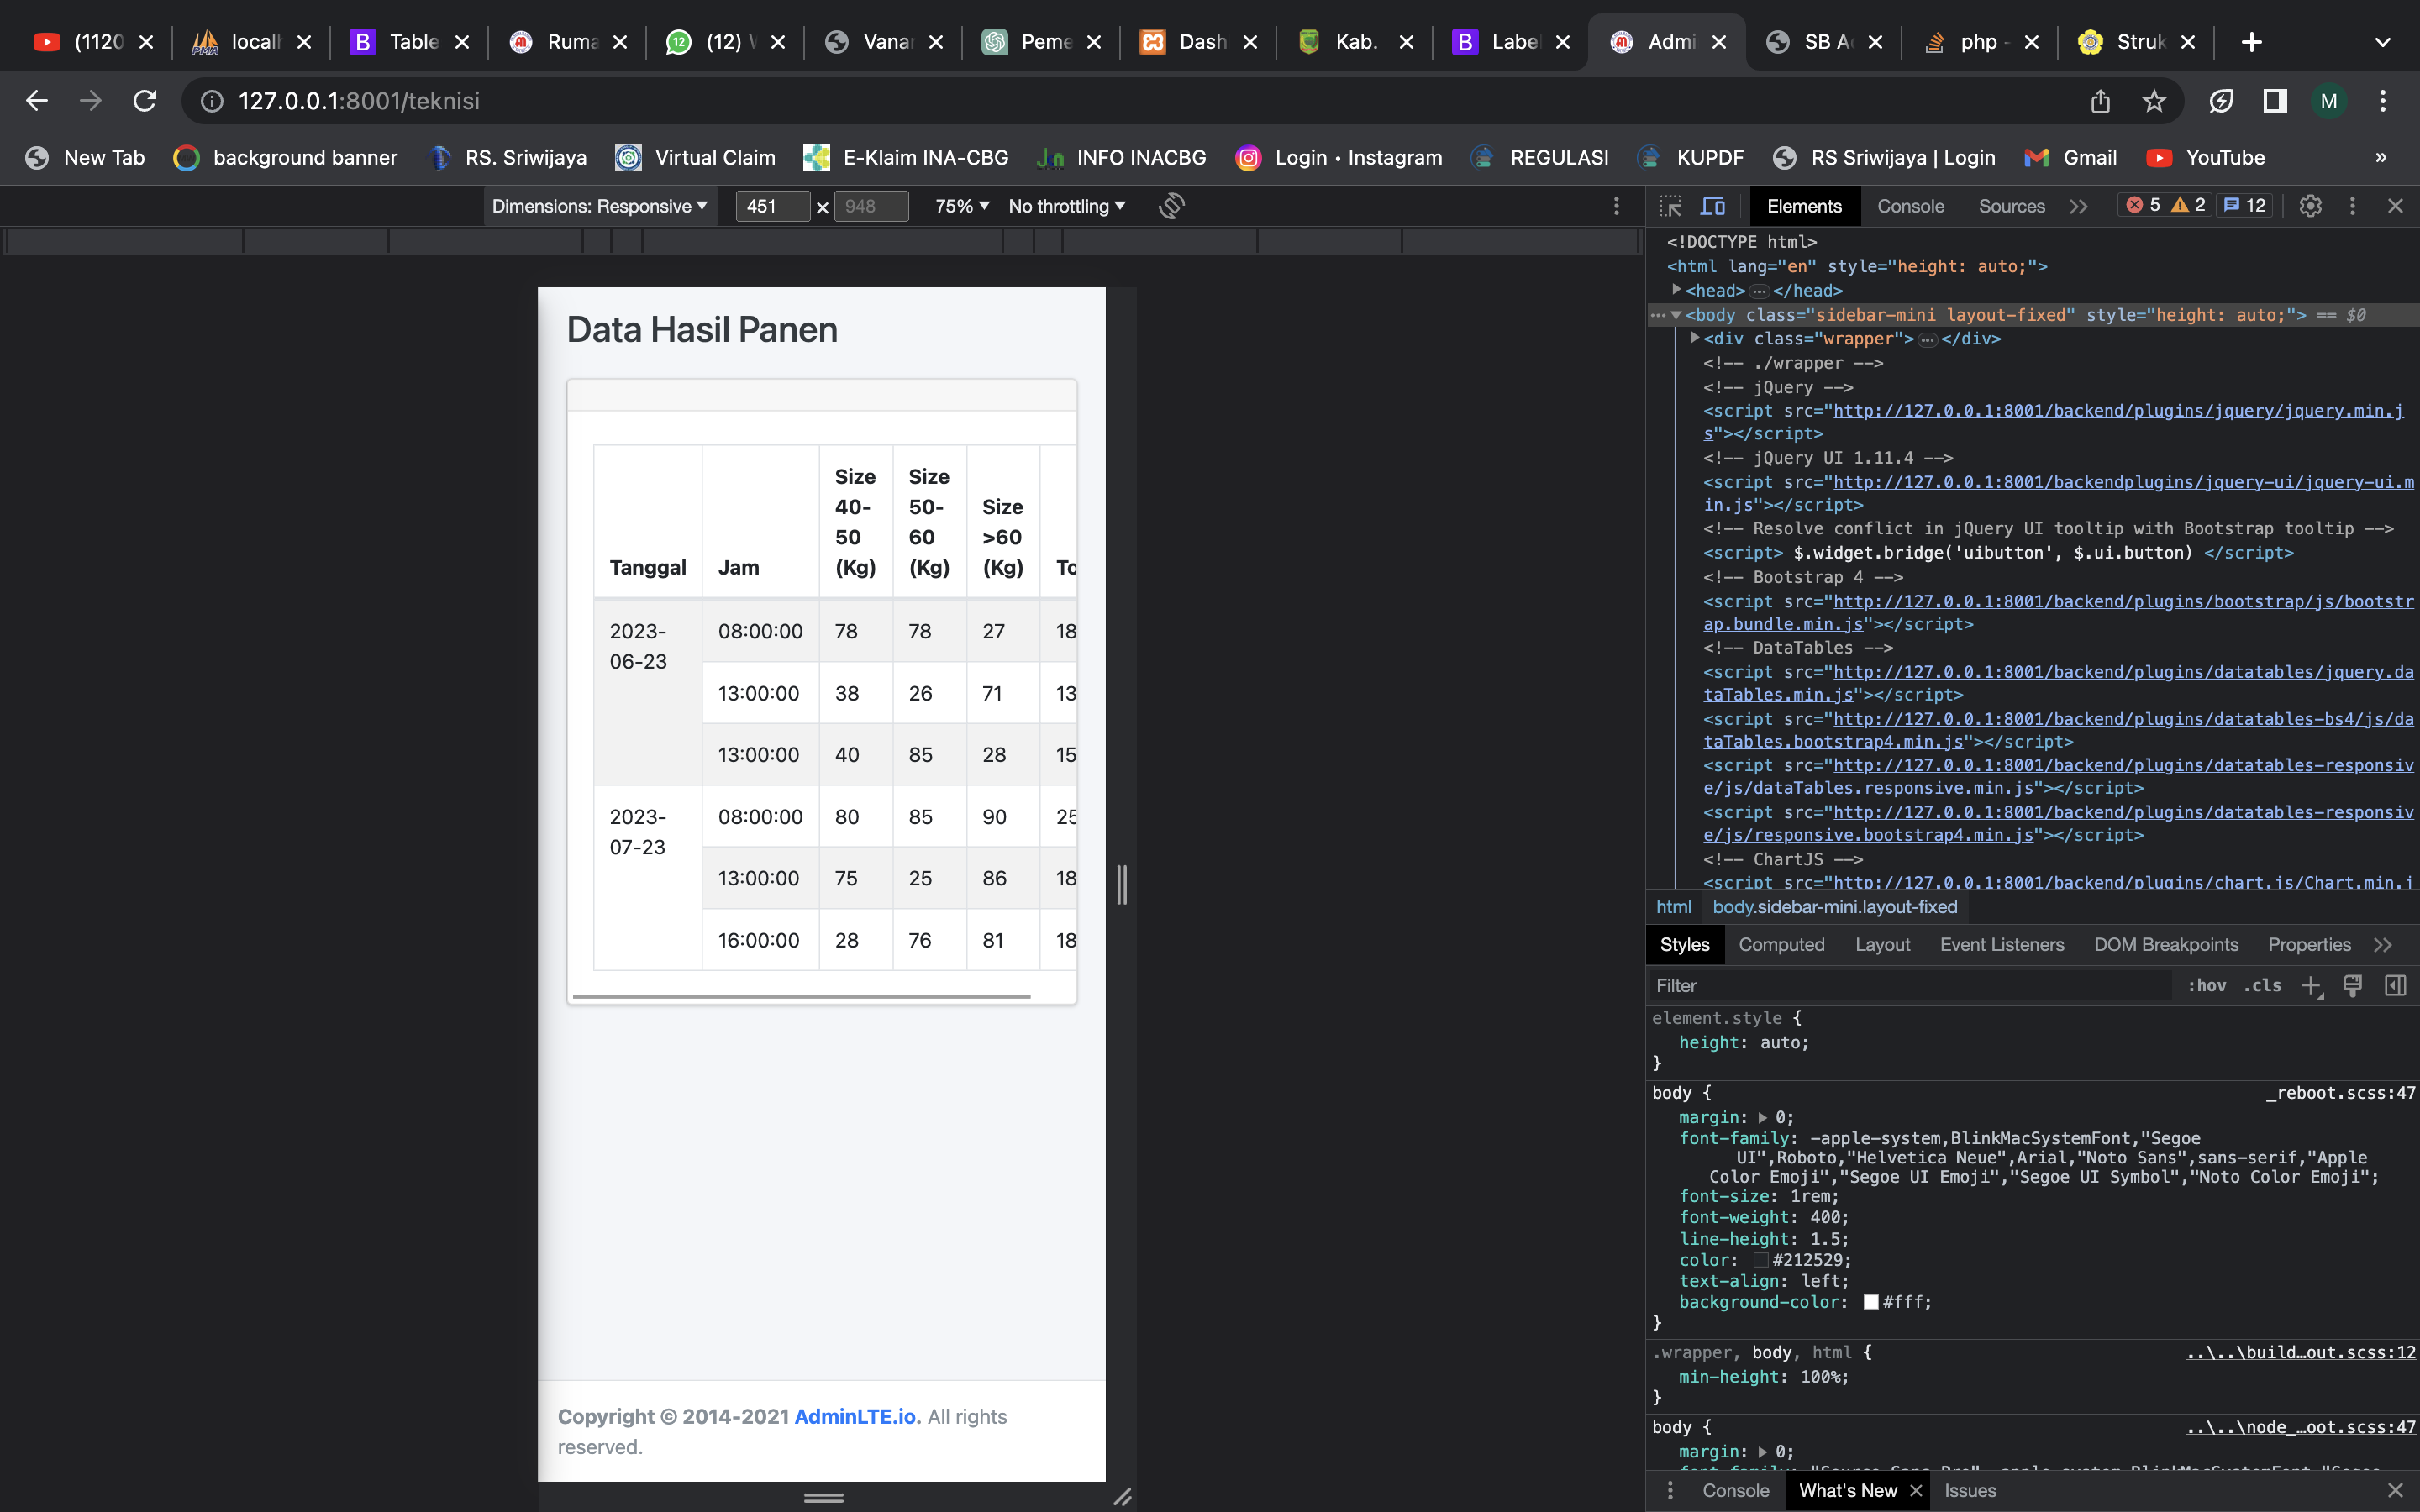 (1120
local
Table
Ruma
(12) W
Vanar
Peme
Dash
Kab.
Label
Admi
SB A
php -
Struk
127.0.0.1:8001/teknisi
M
New Tab
background banner
RS. Sriwijaya
Virtual Claim
E-Klaim INA-CBG
INFO INACBG
Login • Instagram
REGULASI
KUPDF
RS Sriwijaya | Login
Gmail
YouTube
»
Dimensions: Responsive
451 × 948
75%
No throttling
Elements
Console
Sources
5 2 12
Data Hasil Panen
Tanggal Jam Size 40-50 (Kg) Size 50-60 (Kg) Size >60 (Kg) To
2023-06-23 08:00:00 78 78 27 18
13:00:00 38 26 71 13
13:00:00 40 85 28 15
2023-07-23 08:00:00 80 85 90 25
13:00:00 75 25 86 18
16:00:00 28 76 81 18
Copyright © 2014-2021 AdminLTE.io. All rights
reserved.
<!DOCTYPE html>
<html lang="en" style="height: auto;">
<head>…</head>
<body class="sidebar-mini layout-fixed" style="height: auto;"> == $0
<div class="wrapper">…</div>
<!-- ./wrapper -->
<!-- jQuery -->
<script src="http://127.0.0.1:8001/backend/plugins/jquery/jquery.min.j
s"></script>
<!-- jQuery UI 1.11.4 -->
<script src="http://127.0.0.1:8001/backendplugins/jquery-ui/jquery-ui.m
in.js"></script>
<!-- Resolve conflict in jQuery UI tooltip with Bootstrap tooltip -->
<script> $.widget.bridge('uibutton', $.ui.button) </script>
<!-- Bootstrap 4 -->
<script src="http://127.0.0.1:8001/backend/plugins/bootstrap/js/bootstr
ap.bundle.min.js"></script>
<!-- DataTables -->
<script src="http://127.0.0.1:8001/backend/plugins/datatables/jquery.da
taTables.min.js"></script>
<script src="http://127.0.0.1:8001/backend/plugins/datatables-bs4/js/da
taTables.bootstrap4.min.js"></script>
<script src="http://127.0.0.1:8001/backend/plugins/datatables-responsiv
e/js/dataTables.responsive.min.js"></script>
<script src="http://127.0.0.1:8001/backend/plugins/datatables-responsiv
e/js/responsive.bootstrap4.min.js"></script>
<!-- ChartJS -->
<script src="http://127.0.0.1:8001/backend/plugins/chart.js/Chart.min.j
html body.sidebar-mini.layout-fixed
Styles Computed Layout Event Listeners DOM Breakpoints Properties
Filter :hov .cls
element.style {
height: auto;
}
body { _reboot.scss:47
margin: 0;
font-family: -apple-system,BlinkMacSystemFont,"Segoe
UI",Roboto,"Helvetica Neue",Arial,"Noto Sans",sans-serif,"Apple
Color Emoji","Segoe UI Emoji","Segoe UI Symbol","Noto Color Emoji";
font-size: 1rem;
font-weight: 400;
line-height: 1.5;
color: #212529;
text-align: left;
background-color: #fff;
}
.wrapper, body, html { ..\..\build…out.scss:12
min-height: 100%;
}
body { ..\..\node_…oot.scss:47
margin: 0;
Console What's New Issues